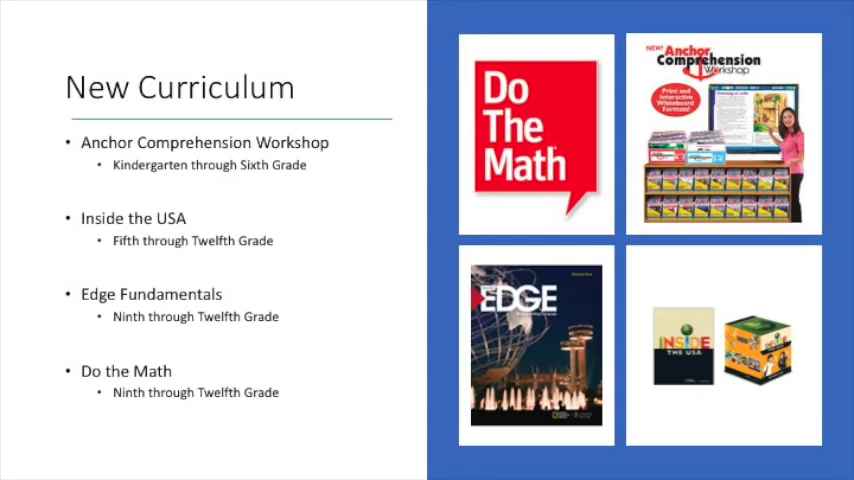 New Curriculum
• Anchor Comprehension Workshop
• Kindergarten through Sixth Grade
• Inside the USA
• Fifth through Twelfth Grade
• Edge Fundamentals
• Ninth through Twelfth Grade
• Do the Math
• Ninth through Twelfth Grade
Do
The
Math
NEW! Anchor
Comprehension
Workshop
Print and
Interactive
Whiteboard
Formats!
EDGE
INSIDE
THE USA
INSIDE